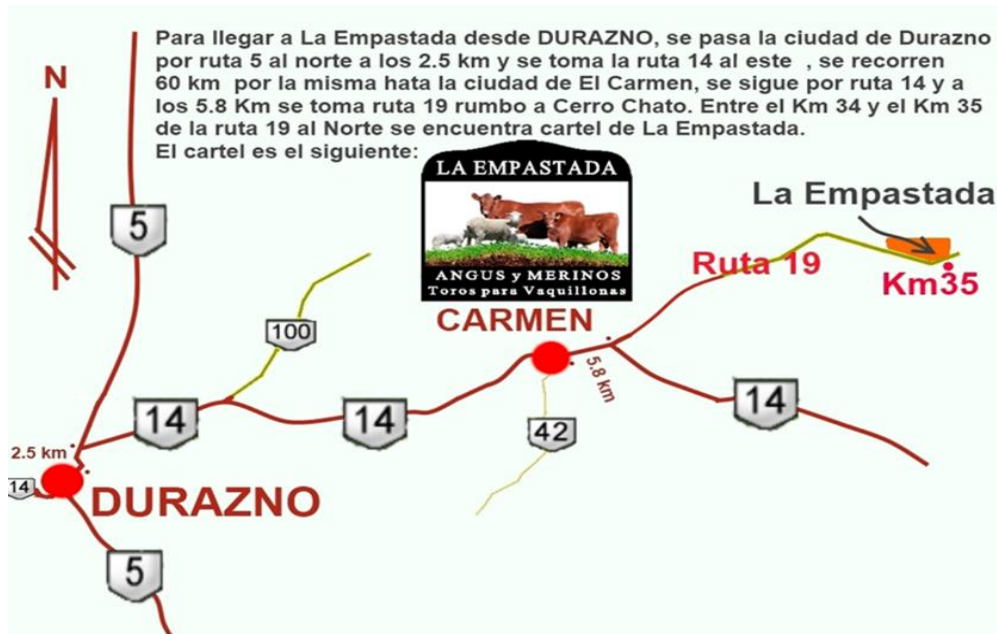 Para llegar a La Empastada desde DURAZNO, se pasa la ciudad de Durazno
por ruta 5 al norte a los 2.5 km y se toma la ruta 14 al este , se recorren
60 km por la misma hata la ciudad de El Carmen, se sigue por ruta 14 y a
los 5.8 Km se toma ruta 19 rumbo a Cerro Chato. Entre el Km 34 y el Km 35
de la ruta 19 al Norte se encuentra cartel de La Empastada.
El cartel es el siguiente:
N
LA EMPASTADA
ANGUS y MERINOS
Toros para Vaquillonas
La Empastada
5
Ruta 19
Km35
CARMEN
100
5.8 km
14
14
14
42
2.5 km
14
DURAZNO
5